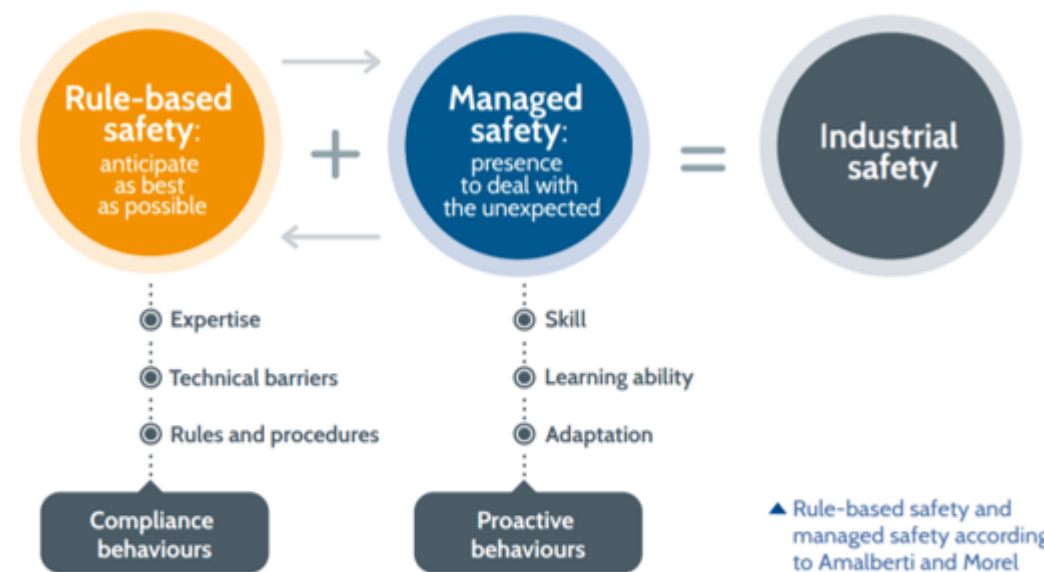 Rule-based
safety:
anticipate
as best
as possible
+
Managed
safety:
presence
to deal with
the unexpected
=
Industrial
safety
Expertise
Technical barriers
Rules and procedures
Compliance
behaviours
Skill
Learning ability
Adaptation
Proactive
behaviours
Rule-based safety and
managed safety according
to Amalberti and Morel